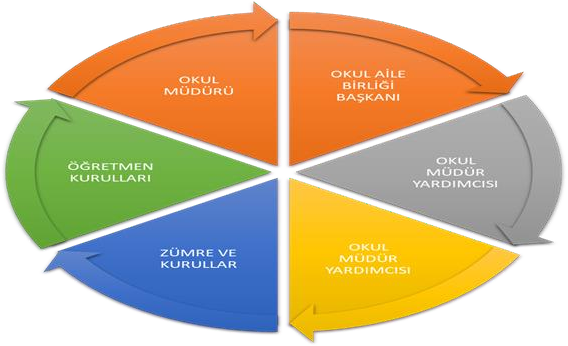 OKUL
MÜDÜRÜ
OKUL AİLE
BİRLİĞİ
BAŞKANI
OKUL
MÜDÜR
YARDIMCISI
OKUL
MÜDÜR
YARDIMCISI
ZÜMRE VE
KURULLAR
ÖĞRETMEN
KURULLARI